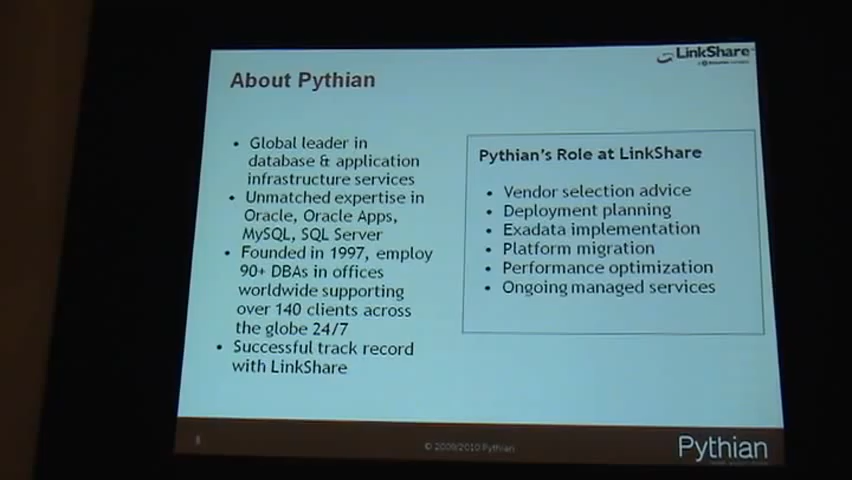 LinkShare
About Pythian
• Global leader in
database & application
infrastructure services
• Unmatched expertise in
Oracle, Oracle Apps,
MySQL, SQL Server
• Founded in 1997, employ
90+ DBAs in offices
worldwide supporting
over 140 clients across
the globe 24/7
• Successful track record
with LinkShare
Pythian's Role at LinkShare
• Vendor selection advice
• Deployment planning
• Exadata implementation
• Platform migration
• Performance optimization
• Ongoing managed services
© 2009/2010 Pythian
Pythian